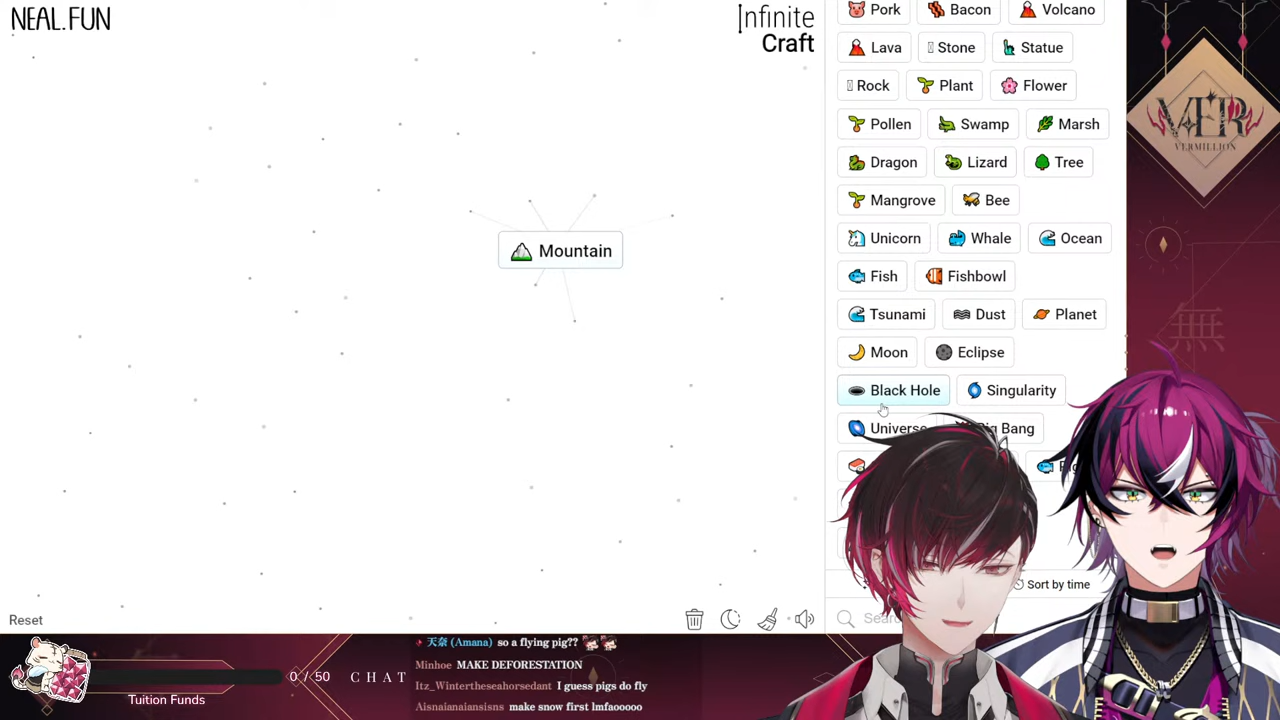 NEAL.FUN
Infinite
Craft
Pork Bacon Volcano
Lava Stone Statue
Rock Plant Flower
Pollen Swamp Marsh
Dragon Lizard Tree
Mangrove Bee
Unicorn Whale Ocean
Fish Fishbowl
Tsunami Dust Planet
Moon Eclipse
Black Hole Singularity
Universe Big Bang
Mountain
Sort by time
Reset
VER
VERMILLION
無
0 / 50
Tuition Funds
CHAT
天奈 (Amana) so a flying pig??
Minhoe MAKE DEFORESTATION
Itz_Wintertheseahorsedant I guess pigs do fly
Aisnaianaiansisns make snow first lmfaooooo